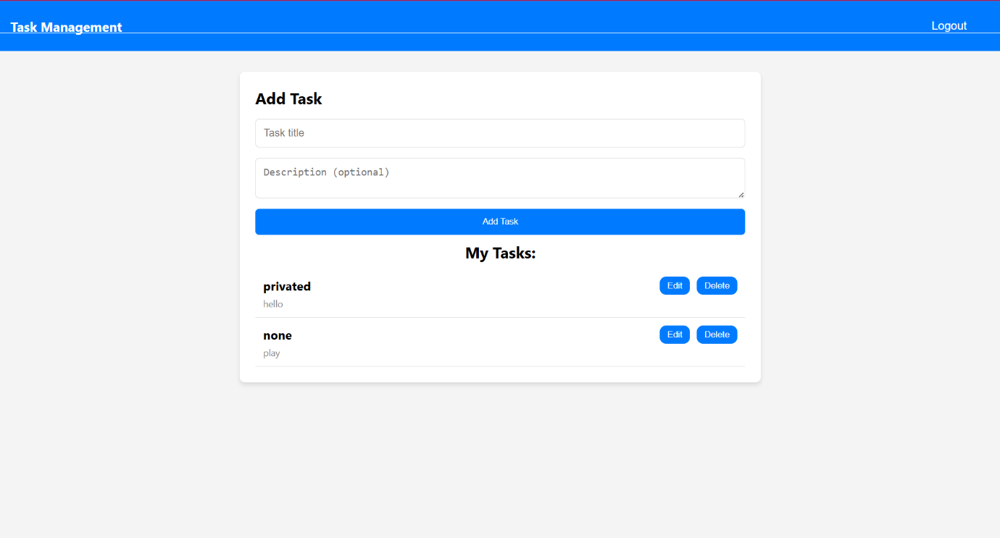 Task Management
Logout
Add Task
Task title
Description (optional)
Add Task
My Tasks:
privated
Edit
Delete
hello
none
Edit
Delete
play